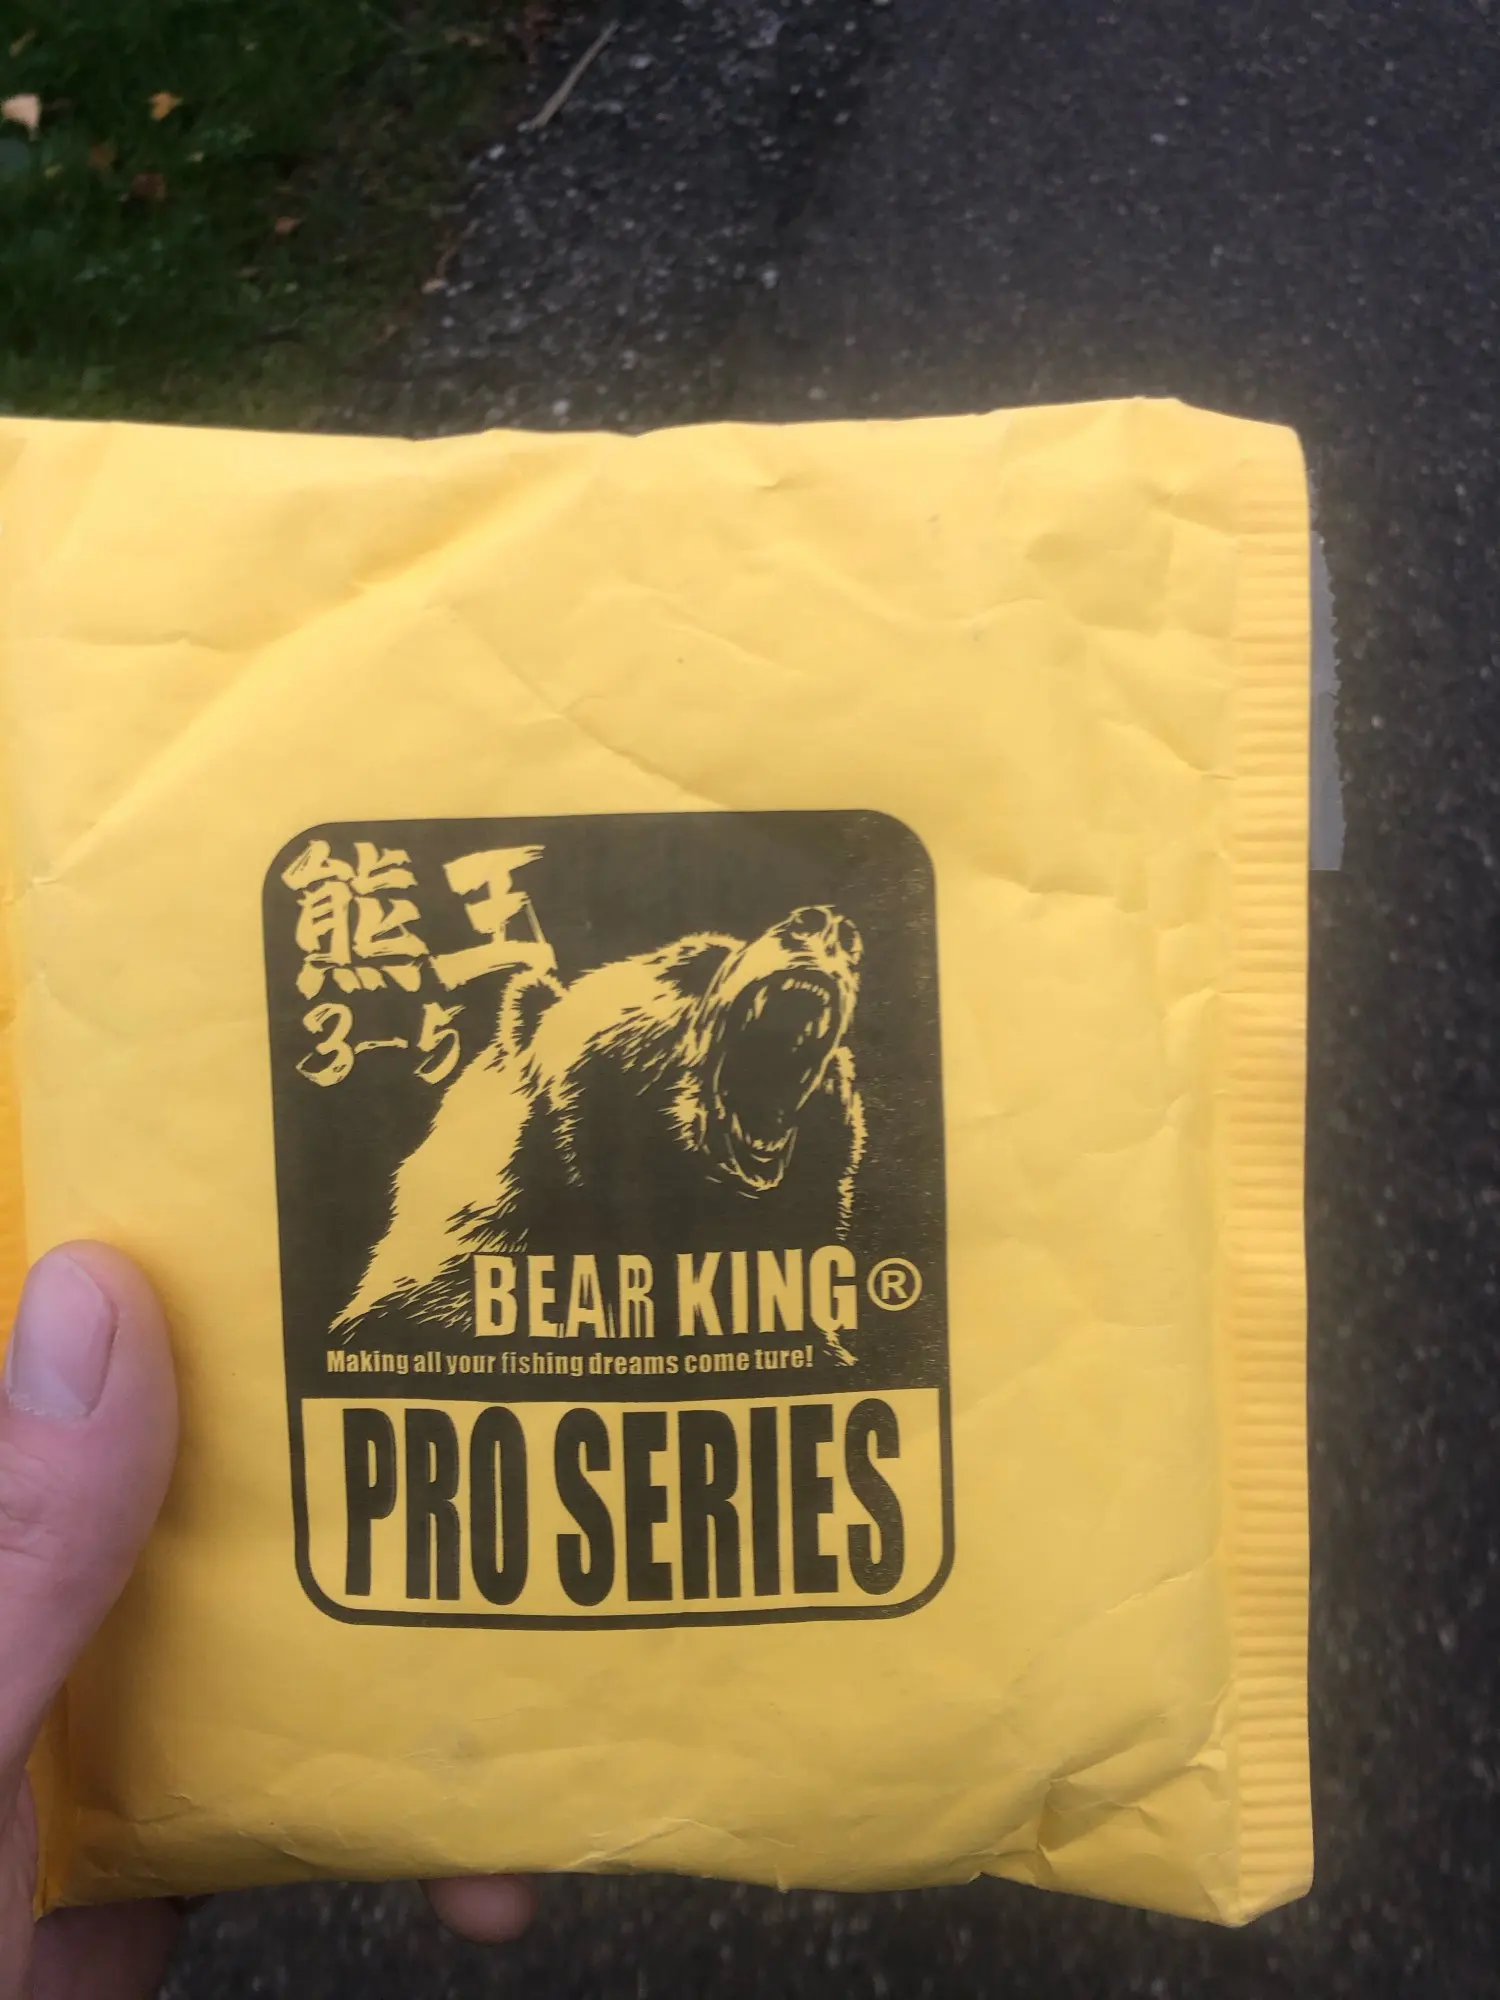 熊王
3-5
BEAR KING®
Making all your fishing dreams come ture!
PRO SERIES